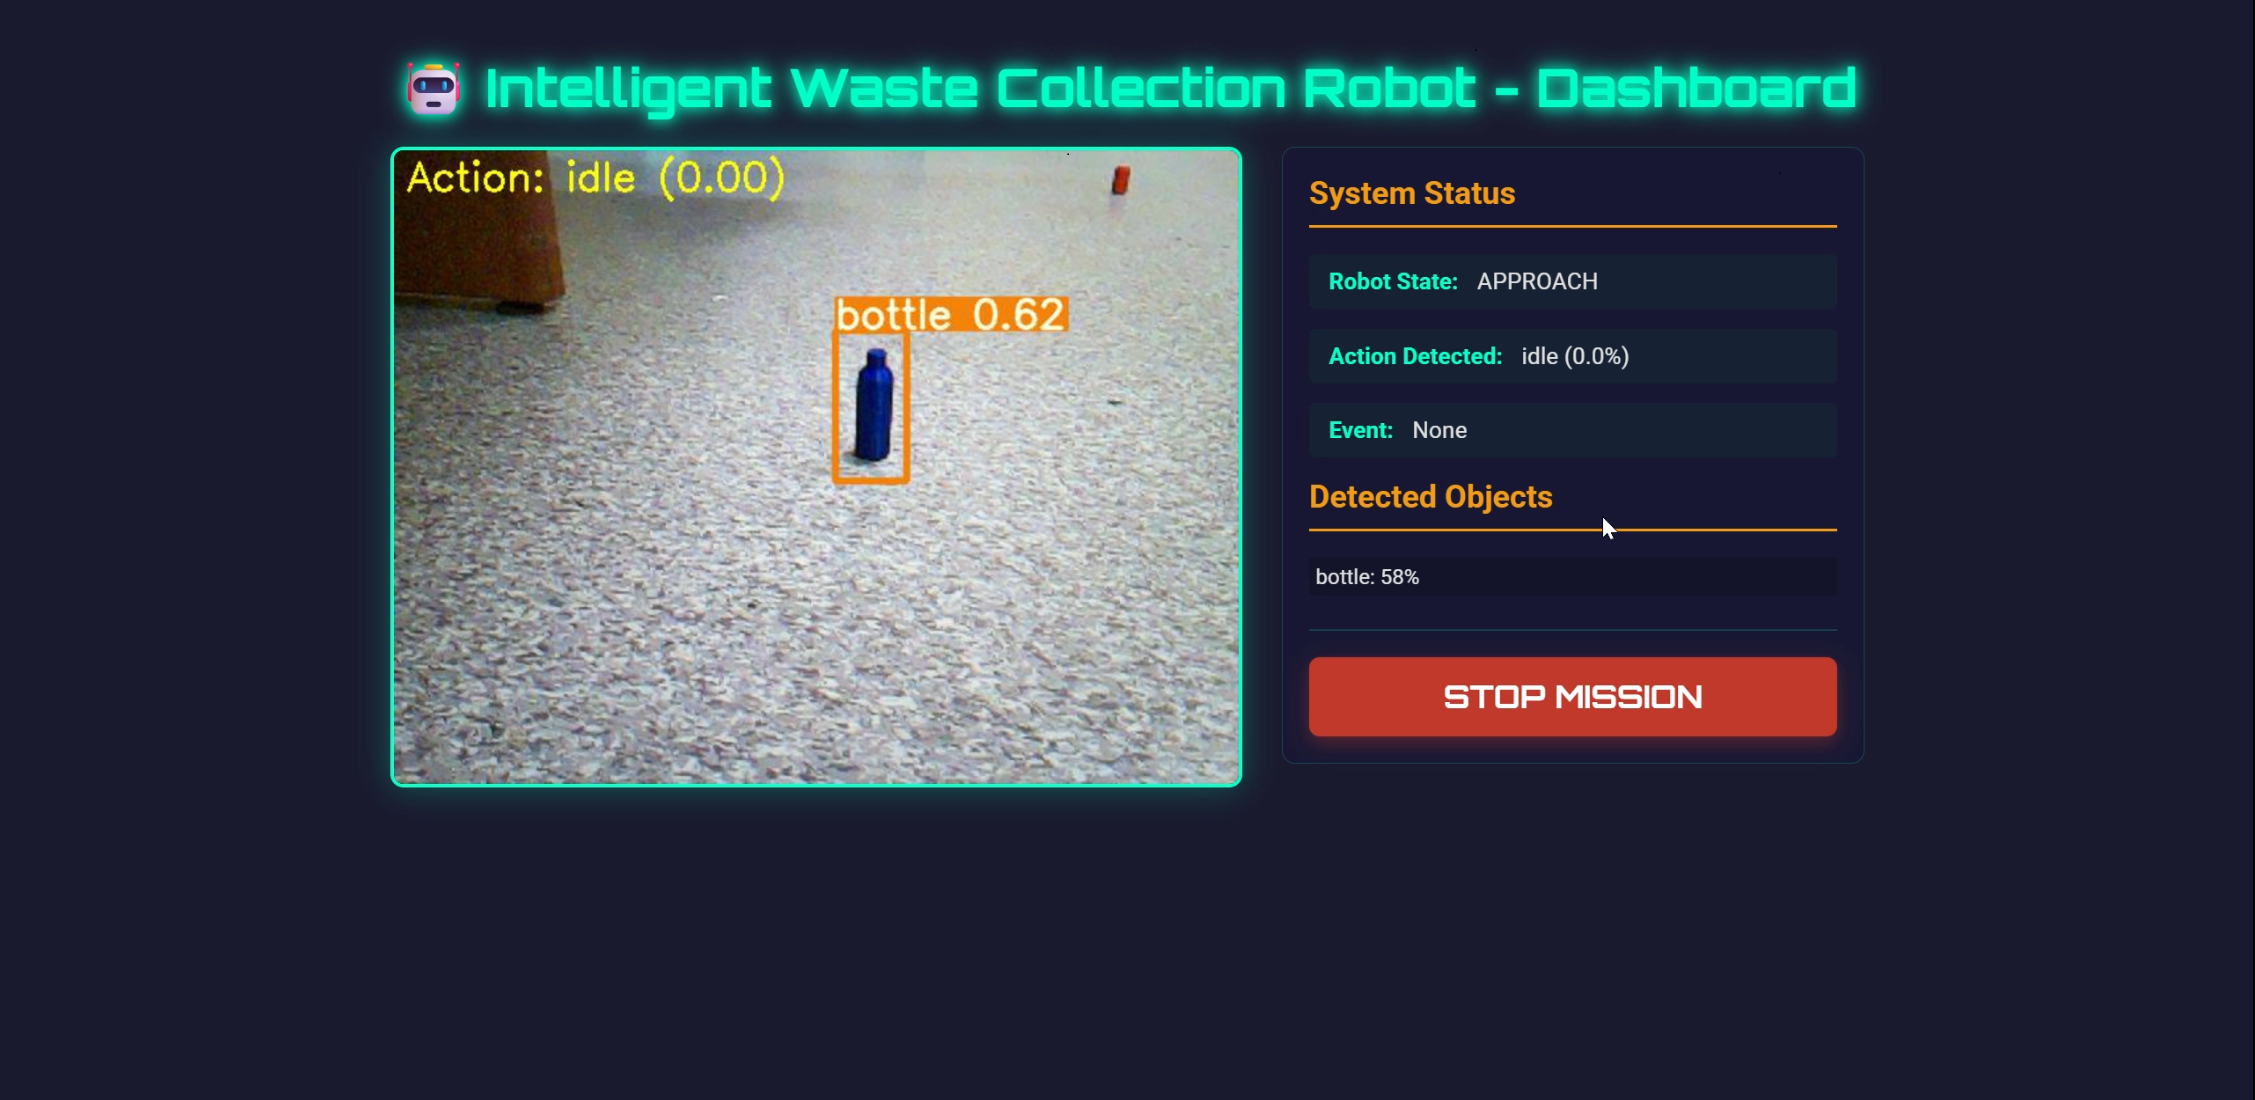 Intelligent Waste Collection Robot - Dashboard
Action: idle (0.00)
bottle 0.62
System Status
Robot State: APPROACH
Action Detected: idle (0.0%)
Event: None
Detected Objects
bottle: 58%
STOP MISSION